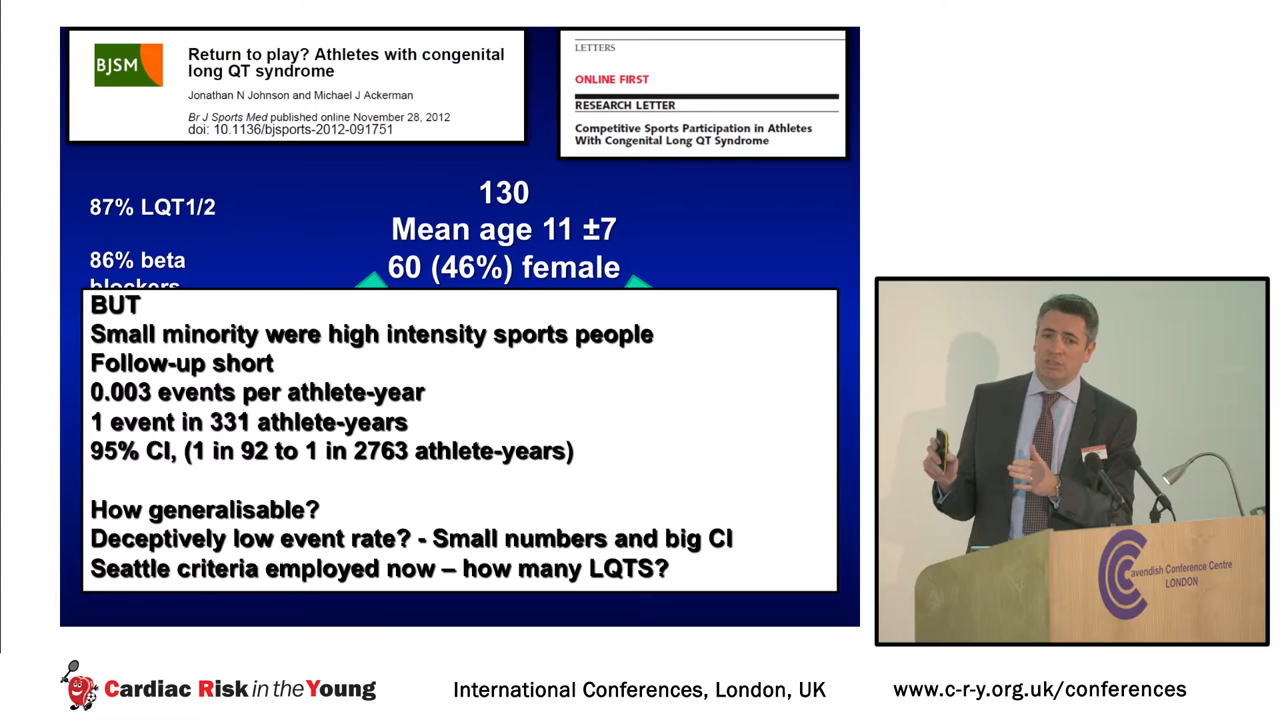 BJSM
Return to play? Athletes with congenital
long QT syndrome
Jonathan N Johnson and Michael J Ackerman
Br J Sports Med published online November 28, 2012
doi: 10.1136/bjsports-2012-091751
LETTERS
ONLINE FIRST
RESEARCH LETTER
Competitive Sports Participation in Athletes
With Congenital Long QT Syndrome
87% LQT1/2
86% beta
blockers
130
Mean age 11 ±7
60 (46%) female
BUT
Small minority were high intensity sports people
Follow-up short
0.003 events per athlete-year
1 event in 331 athlete-years
95% CI, (1 in 92 to 1 in 2763 athlete-years)
How generalisable?
Deceptively low event rate? - Small numbers and big CI
Seattle criteria employed now – how many LQTS?
Cavendish Conference Centre
LONDON
Cardiac Risk in the Young
International Conferences, London, UK
www.c-r-y.org.uk/conferences